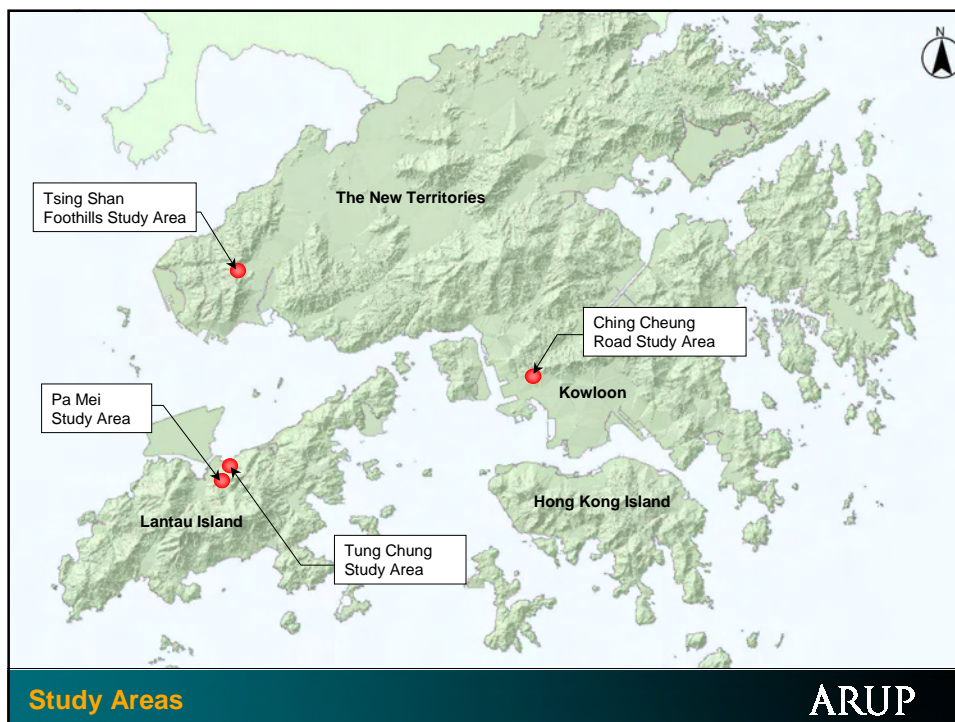 N
Tsing Shan
Foothills Study Area
The New Territories
Ching Cheung
Road Study Area
Pa Mei
Study Area
Kowloon
Lantau Island
Hong Kong Island
Tung Chung
Study Area
Study Areas
ARUP